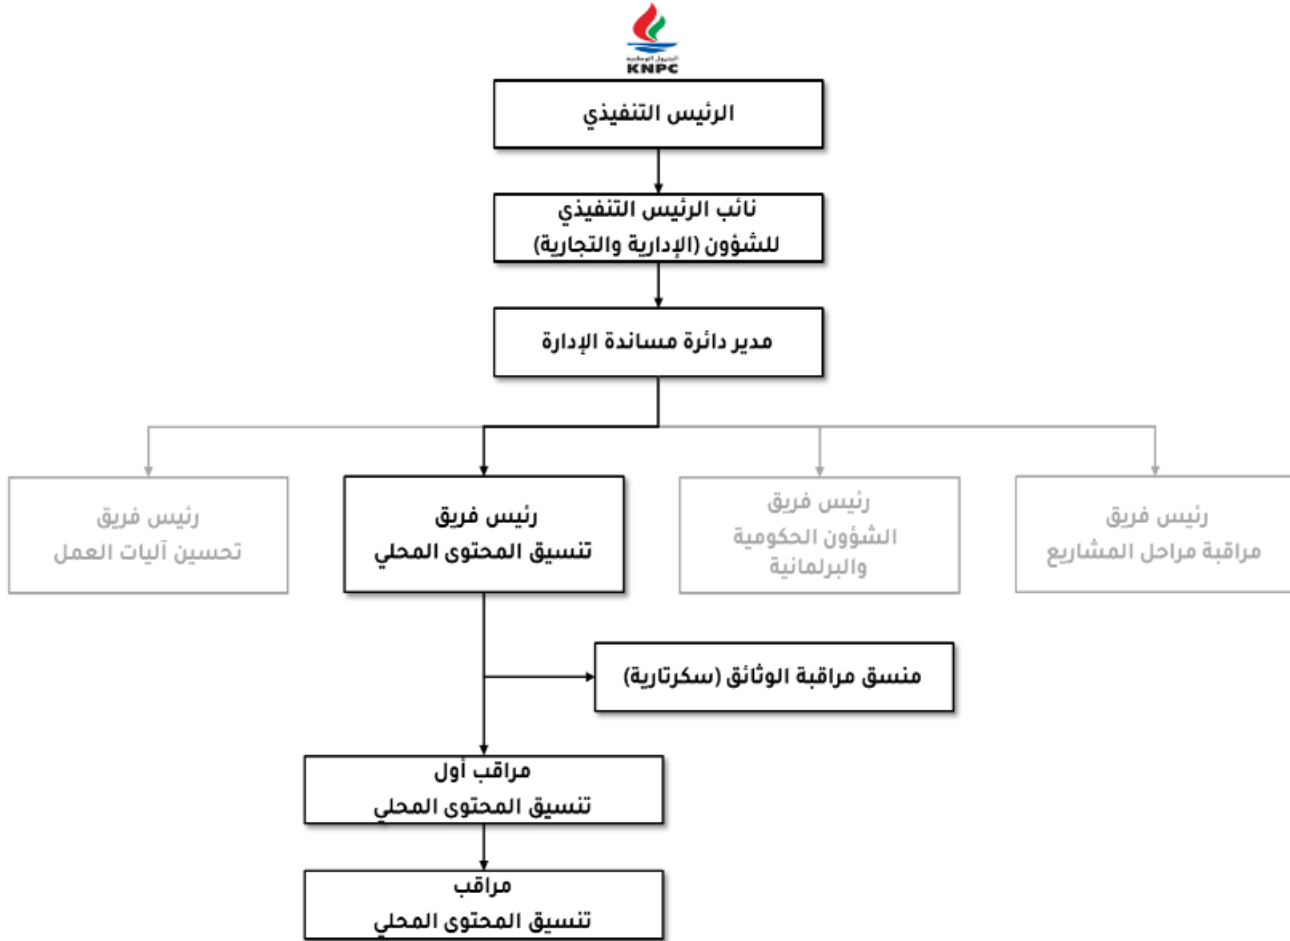 البترول الوطنية
KNPC
الرئيس التنفيذي
نائب الرئيس التنفيذي
للشؤون (الإدارية والتجارية)
مدير دائرة مساندة الإدارة
رئيس فريق
مراقبة مراحل المشاريع
رئيس فريق
الشؤون الحكومية
والبرلمانية
رئيس فريق
تنسيق المحتوى المحلي
رئيس فريق
تحسين آليات العمل
منسق مراقبة الوثائق (سكرتارية)
مراقب أول
تنسيق المحتوى المحلي
مراقب
تنسيق المحتوى المحلي